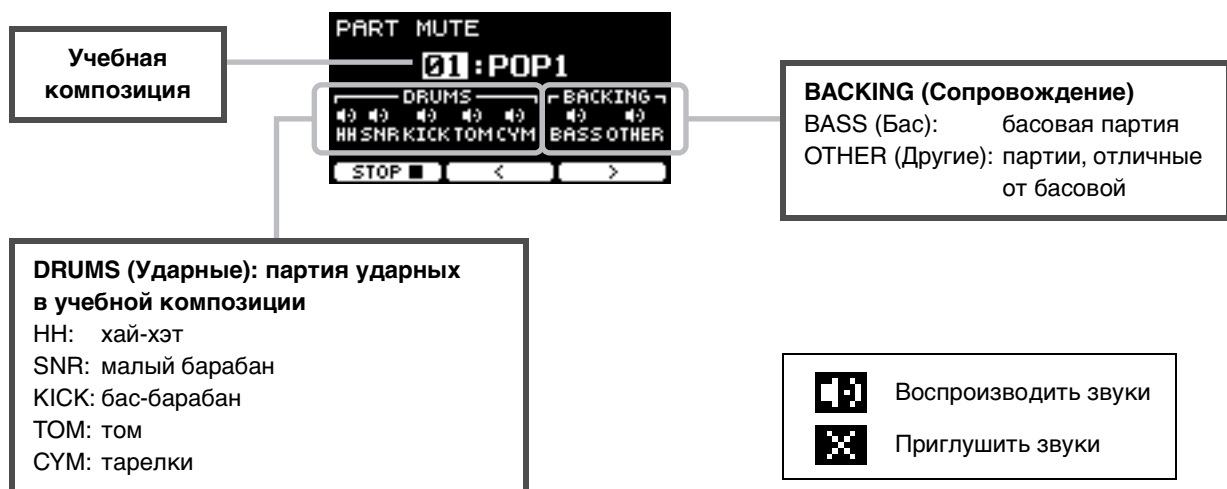 Учебная
композиция
PART MUTE
01:POP1
DRUMS BACKING
HH SNR KICK TOM CYM BASS OTHER
STOP ■ < >
BACKING (Сопровождение)
BASS (Бас): басовая партия
OTHER (Другие): партии, отличные
от басовой
DRUMS (Ударные): партия ударных
в учебной композиции
HH: хай-хэт
SNR: малый барабан
KICK: бас-барабан
TOM: том
CYM: тарелки
Воспроизводить звуки
Приглушить звуки